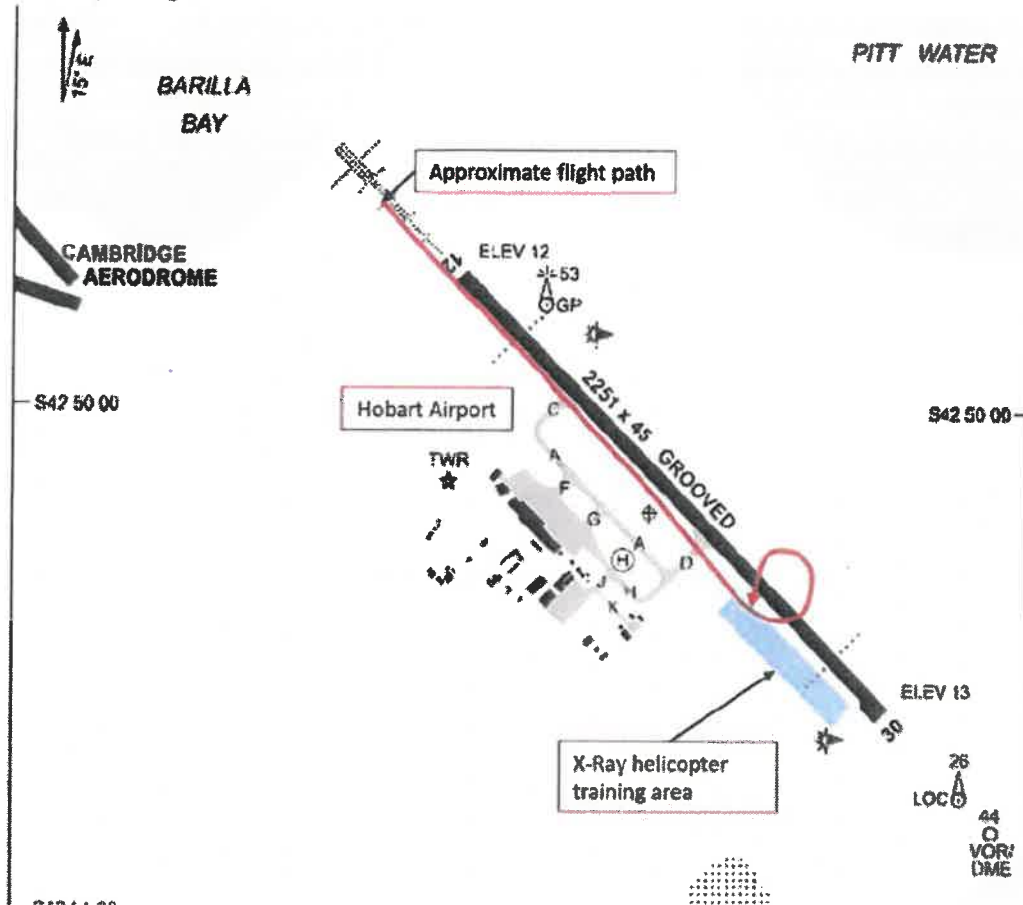 PITT WATER
15°E
BARILLA
BAY
Approximate flight path
CAMBRIDGE
AERODROME
12
ELEV 12
53
GP
2251 x 45 GROOVED
Hobart Airport
S42 50 00
S42 50 00
TWR
C
A
F
G
A
H
D
J
H
K
ELEV 13
30
X-Ray helicopter
training area
26
LOC
44
VOR/
DME